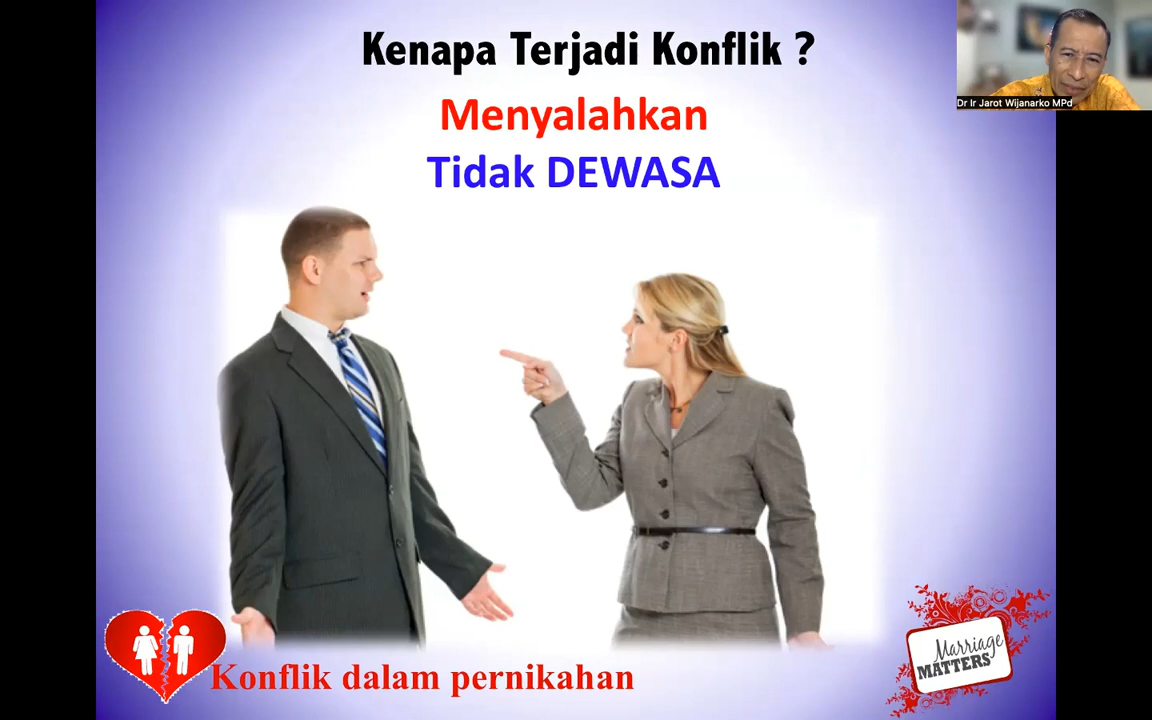 Kenapa Terjadi Konflik ?
Dr Ir Jarot Wijanarko MPd
Menyalahkan
Tidak DEWASA
Konflik dalam pernikahan
Marriage
MATTERS